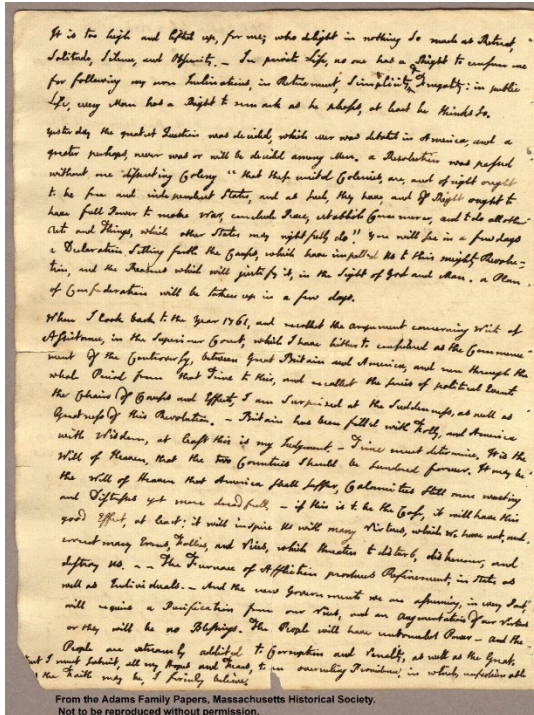 It is too high and lifted up, for me; who delight in nothing so much as Retreat,
Solitude, Silence, and Obscurity. — In private Life, no one has a Right to censure me
for following my own Inclinations, in Retirement, Simplicity, & Frugality: in public
Life, every Man has a Right to remark as he pleases, at least he thinks so.
Yesterday the greatest Question was decided, which ever was debated in America, and a
greater perhaps, never was or will be decided among Men. a Resolution was passed
without one dissenting Colony "that these united Colonies, are, and of right ought
to be free and independent States, and as such, they have, and of Right ought to
have full Power to make War, conclude Peace, establish Commerce, and to do all other
Acts and Things, which other States may rightfully do." you will see in a few days
a Declaration setting forth the Causes, which have impelled Us to this mighty Revolu-
tion, and the Reasons which will justify it, in the Sight of God and Man. a Plan
of Confederation will be taken up in a few days.
When I look back to the Year 1761, and recollect the Argument concerning Writs of
Assistance, in the Superiour Court, which I have hitherto considered as the Commence-
ment of the Controversy, between Great Britain and America, and run through the
whole Period from that Time to this, and recollect the series of political Events
the Chain of Causes and Effects, I am Surprized at the Suddenness, as well as
Greatness of this Revolution. — Britain has been fill'd with Folly, and America
with Wisdom, at least this is my Judgment. — Time must determine. It is the
Will of Heaven, that the two Countries should be sundered forever. It may be
the Will of Heaven that America shall suffer Calamities still more wasting
and Distresses yet more dreadfull. — if this is to be the Case, it will have this
good Effect, at least: it will inspire Us with many Virtues, which We have not, and
correct many Errors, Follies, and Vices, which threaten to disturb, dishonour, and
destroy Us. — — The Furnace of Affliction produces Refinement, in States as
well as Individuals. — And the new Governments we are assuming, in every Part,
will require a Purification from our Vices, and an Augmentation of our Virtues
or they will be no Blessings. The People will have unbounded Power — and the
People are extreamly addicted to Corruption and Venality, as well as the Great.
But I must submit, all my Hopes and Fears, to an overruling Providence, in which, unfashionable
as the Faith may be, I firmly believe.
From the Adams Family Papers, Massachusetts Historical Society.
Not to be reproduced without permission.